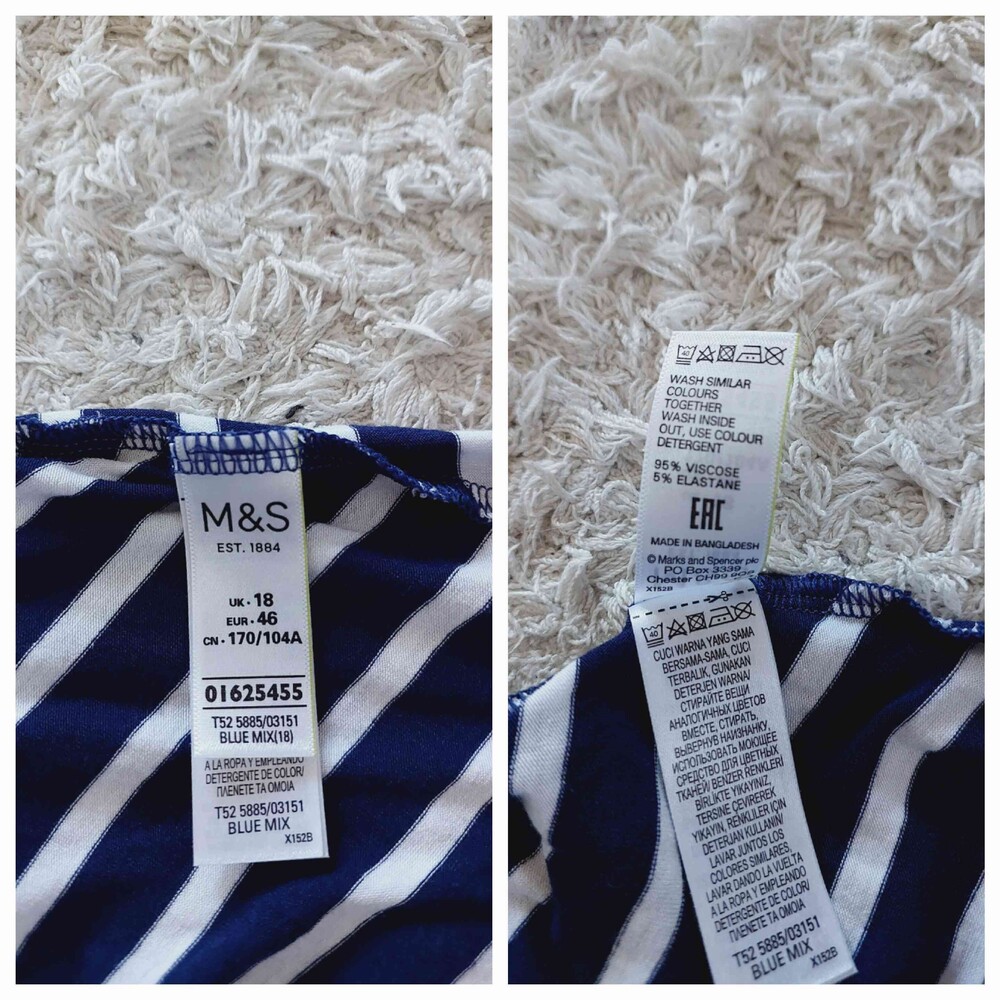 M&S
EST. 1884
UK · 18
EUR · 46
CN · 170/104A
01625455
T52 5885/03151
BLUE MIX(18)
A LA ROPA Y EMPLEANDO
DETERGENTE DE COLOR/
ΠΛΕΝΕΤΕ ΤΑ ΟΜΟΙΑ
T52 5885/03151
BLUE MIX
X152B
40
WASH SIMILAR
COLOURS
TOGETHER
WASH INSIDE
OUT, USE COLOUR
DETERGENT
95% VISCOSE
5% ELASTANE
EAC
MADE IN BANGLADESH
© Marks and Spencer plc
PO Box 3339
Chester CH99
X152B
40
CUCI WARNA YANG SAMA
BERSAMA-SAMA, CUCI
TERBALIK, GUNAKAN
DETERJEN WARNA/
СТИРАЙТЕ ВЕЩИ
АНАЛОГИЧНЫХ ЦВЕТОВ
ВМЕСТЕ, СТИРАТЬ,
ВЫВЕРНУВ НАИЗНАНКУ,
ИСПОЛЬЗОВАТЬ МОЮЩЕЕ
СРЕДСТВО ДЛЯ ЦВЕТНЫХ
ТКАНЕЙ/ BENZER RENKLERİ
BİRLİKTE YIKAYINIZ,
TERSİNE ÇEVİREREK
YIKAYIN, RENKLİLER İÇİN
DETERJAN KULLANIN/
LAVAR JUNTOS LOS
COLORES SIMILARES,
LAVAR DANDO LA VUELTA
A LA ROPA Y EMPLEANDO
DETERGENTE DE COLOR/
ΠΛΕΝΕΤΕ ΤΑ ΟΜΟΙΑ
T52 5885/03151
BLUE MIX
X152B